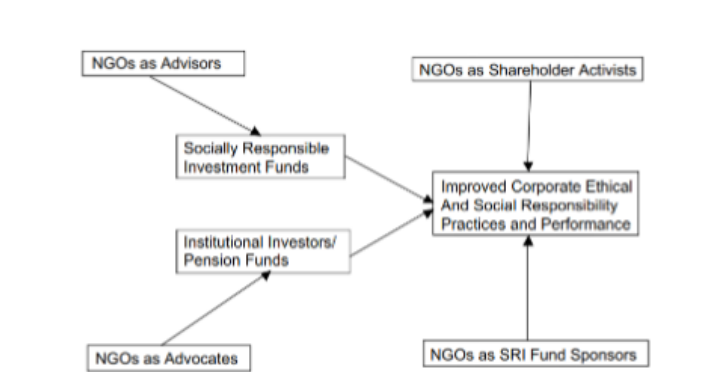 NGOs as Advisors
NGOs as Shareholder Activists
Socially Responsible
Investment Funds
Improved Corporate Ethical
And Social Responsibility
Practices and Performance
Institutional Investors/
Pension Funds
NGOs as Advocates
NGOs as SRI Fund Sponsors